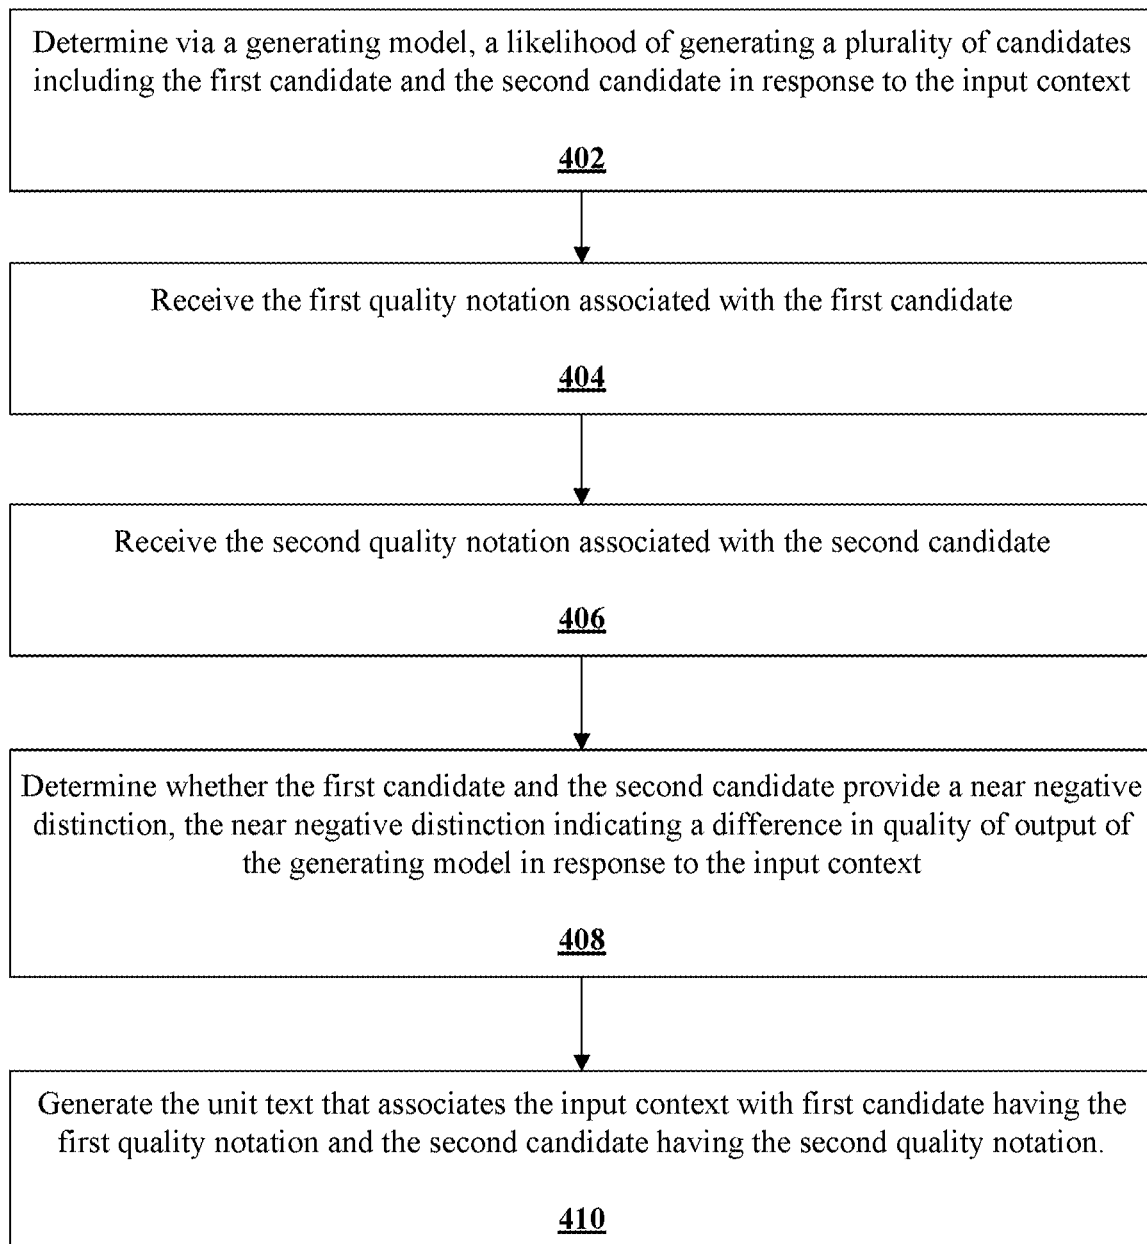 Determine via a generating model, a likelihood of generating a plurality of candidates
including the first candidate and the second candidate in response to the input context
402
Receive the first quality notation associated with the first candidate
404
Receive the second quality notation associated with the second candidate
406
Determine whether the first candidate and the second candidate provide a near negative
distinction, the near negative distinction indicating a difference in quality of output of
the generating model in response to the input context
408
Generate the unit text that associates the input context with first candidate having the
first quality notation and the second candidate having the second quality notation.
410